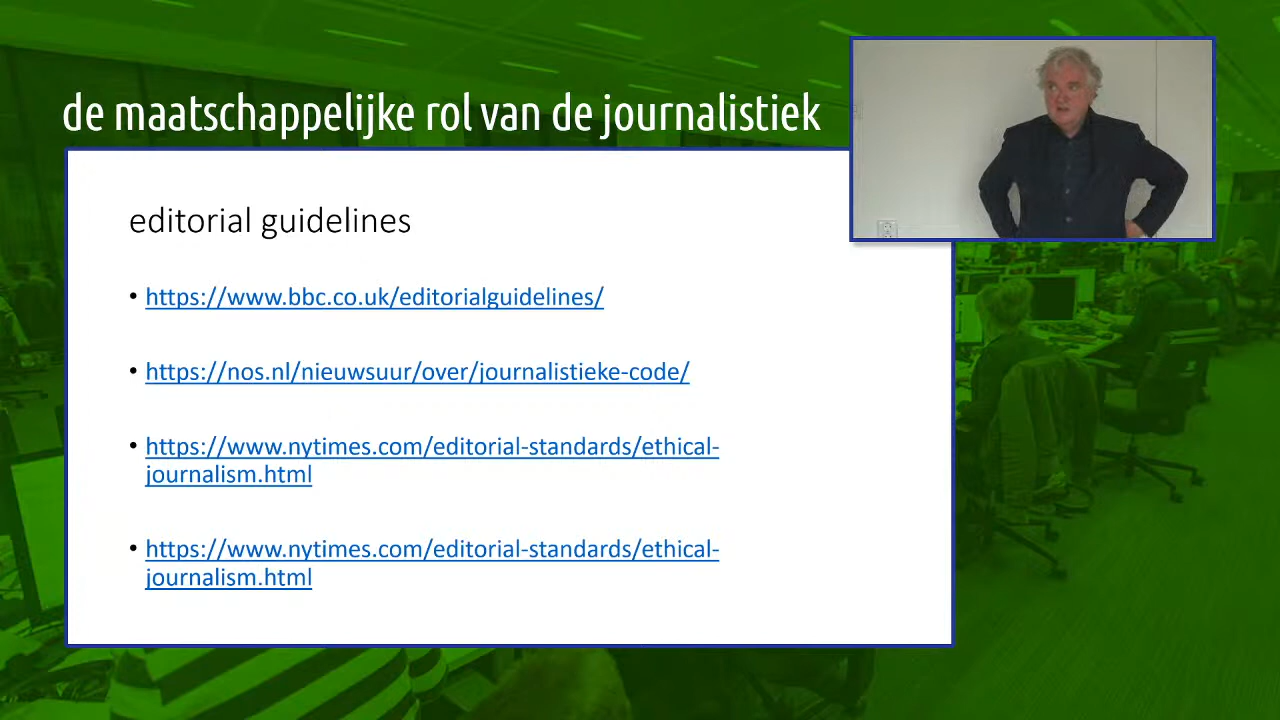 de maatschappelijke rol van de journalistiek
editorial guidelines
• https://www.bbc.co.uk/editorialguidelines/
• https://nos.nl/nieuwsuur/over/journalistieke-code/
• https://www.nytimes.com/editorial-standards/ethical-
journalism.html
• https://www.nytimes.com/editorial-standards/ethical-
journalism.html